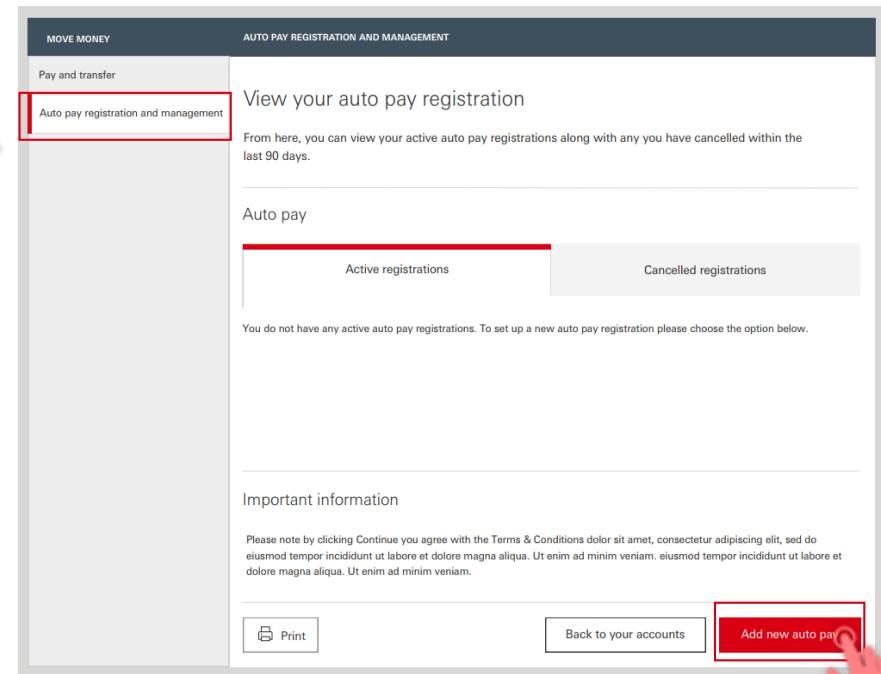 MOVE MONEY
AUTO PAY REGISTRATION AND MANAGEMENT
Pay and transfer
Auto pay registration and management
View your auto pay registration
From here, you can view your active auto pay registrations along with any you have cancelled within the
last 90 days.
Auto pay
Active registrations
Cancelled registrations
You do not have any active auto pay registrations. To set up a new auto pay registration please choose the option below.
Important information
Please note by clicking Continue you agree with the Terms & Conditions dolor sit amet, consectetur adipiscing elit, sed do
eiusmod tempor incididunt ut labore et dolore magna aliqua. Ut enim ad minim veniam. eiusmod tempor incididunt ut labore et
dolore magna aliqua. Ut enim ad minim veniam.
Print
Back to your accounts
Add new auto pay